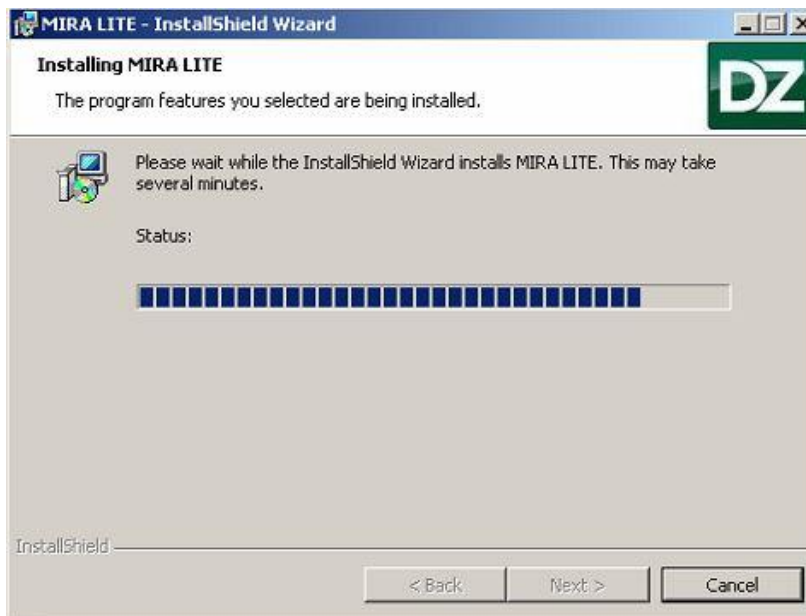 MIRA LITE - InstallShield Wizard
Installing MIRA LITE
The program features you selected are being installed.
DZ
Please wait while the InstallShield Wizard installs MIRA LITE. This may take
several minutes.
Status:
InstallShield
< Back
Next >
Cancel